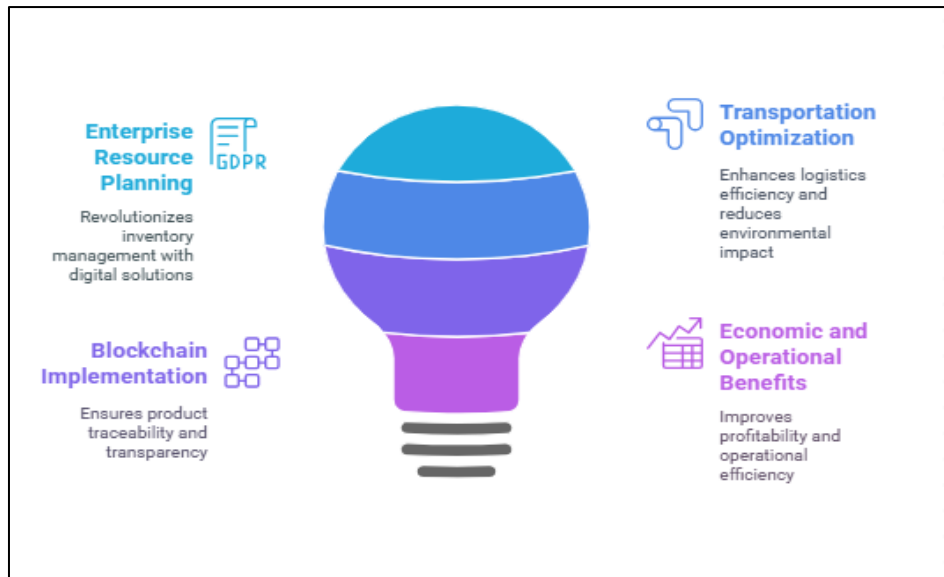 Enterprise
Resource
Planning
GDPR
Revolutionizes
inventory
management with
digital solutions
Transportation
Optimization
Enhances logistics
efficiency and
reduces
environmental
impact
Blockchain
Implementation
Ensures product
traceability and
transparency
Economic and
Operational
Benefits
Improves
profitability and
operational
efficiency